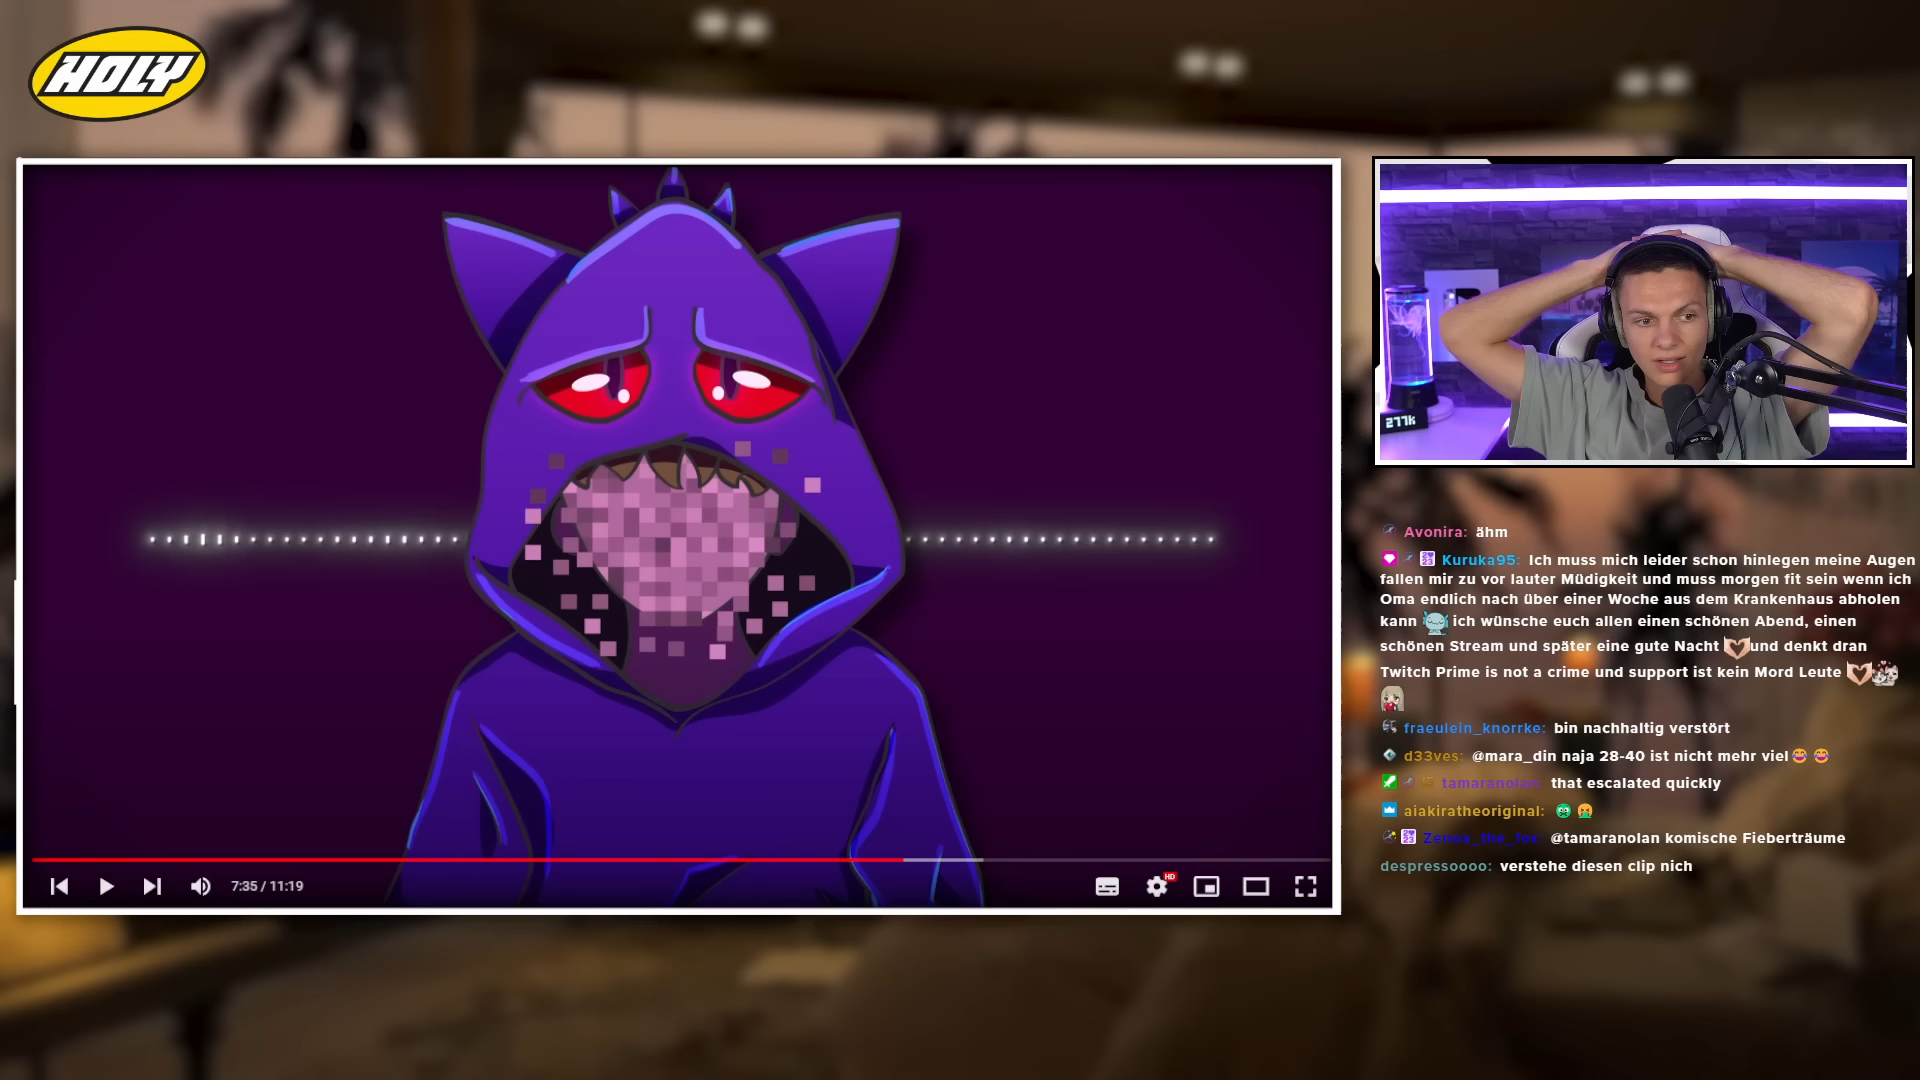 HOLY
277k
Avonira: ähm
Kuruka95: Ich muss mich leider schon hinlegen meine Augen
fallen mir zu vor lauter Müdigkeit und muss morgen fit sein wenn ich
Oma endlich nach über einer Woche aus dem Krankenhaus abholen
kann ich wünsche euch allen einen schönen Abend, einen
schönen Stream und später eine gute Nacht und denkt dran
Twitch Prime is not a crime und support ist kein Mord Leute
fraeulein_knorrke: bin nachhaltig verstört
d33ves: @mara_din naja 28-40 ist nicht mehr viel
tamaranolan: that escalated quickly
aiakiratheoriginal:
@tamaranolan komische Fieberträume
despressoooo: verstehe diesen clip nich
7:35 / 11:19
HD